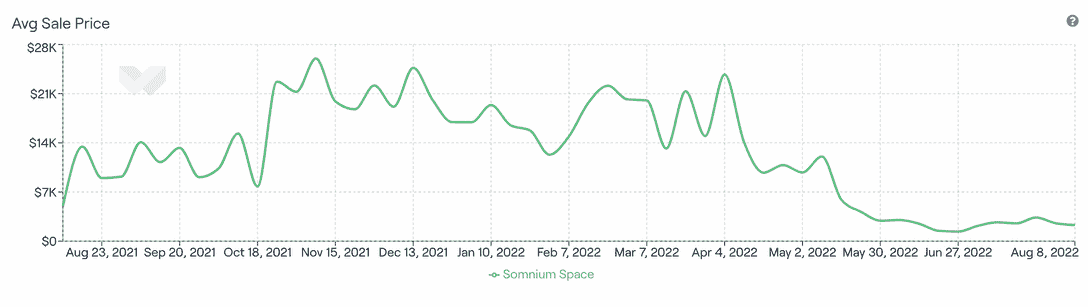 Avg Sale Price
?
$28K
$21K
$14K
$7K
$0
Aug 23, 2021 Sep 20, 2021 Oct 18, 2021 Nov 15, 2021 Dec 13, 2021 Jan 10, 2022 Feb 7, 2022 Mar 7, 2022 Apr 4, 2022 May 2, 2022 May 30, 2022 Jun 27, 2022 Aug 8, 2022
Somnium Space